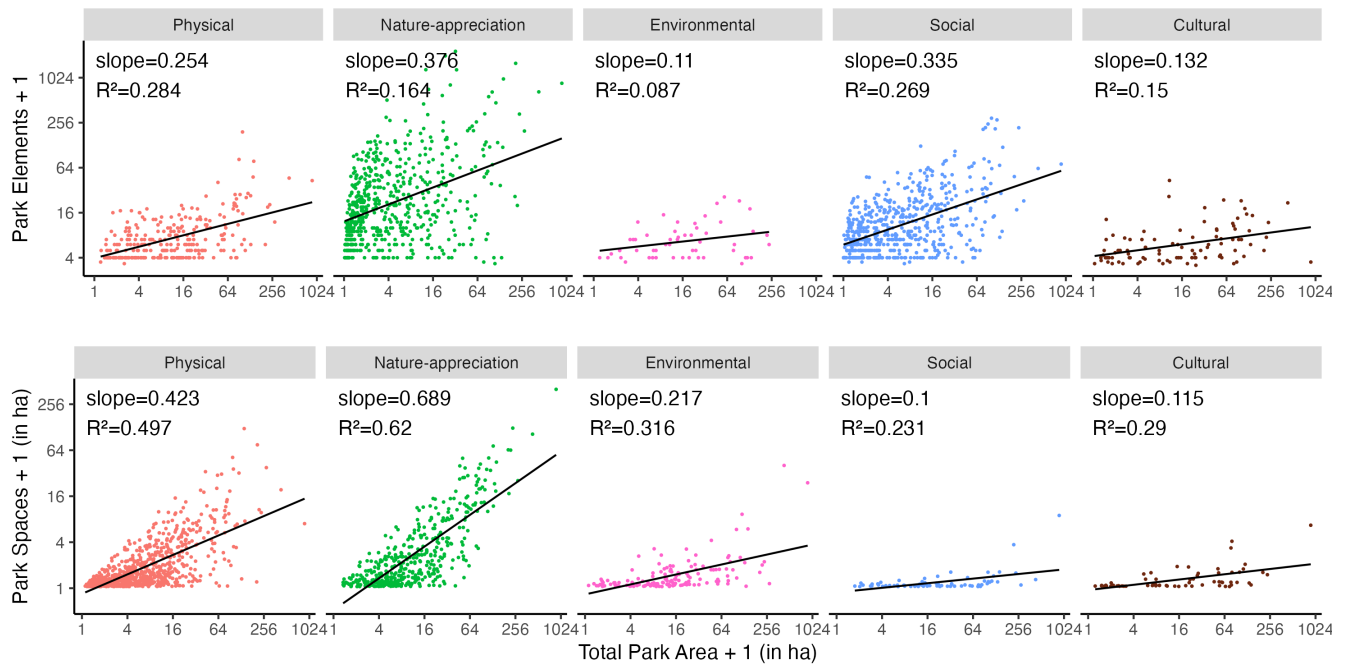 Physical Nature-appreciation Environmental Social Cultural
slope=0.254 slope=0.376 slope=0.11 slope=0.335 slope=0.132
R²=0.284 R²=0.164 R²=0.087 R²=0.269 R²=0.15
Park Elements + 1
1024
256
64
16
4
1 4 16 64 256 1024 1 4 16 64 256 1024 1 4 16 64 256 1024 1 4 16 64 256 1024 1 4 16 64 256 1024
Physical Nature-appreciation Environmental Social Cultural
slope=0.423 slope=0.689 slope=0.217 slope=0.1 slope=0.115
R²=0.497 R²=0.62 R²=0.316 R²=0.231 R²=0.29
Park Spaces + 1 (in ha)
256
64
16
4
1
1 4 16 64 256 1024 1 4 16 64 256 1024 1 4 16 64 256 1024 1 4 16 64 256 1024 1 4 16 64 256 1024
Total Park Area + 1 (in ha)